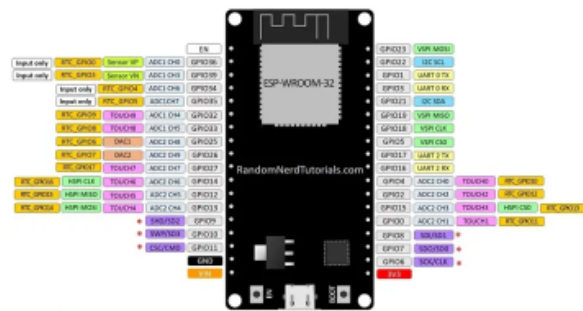 EN
Input only RTC_GPIO0 Sensor VP ADC1 CH0 GPIO36
Input only RTC_GPIO3 Sensor VN ADC1 CH3 GPIO39
Input only RTC_GPIO4 ADC1 CH6 GPIO34
Input only RTC_GPIO5 ADC1CH7 GPIO35
RTC_GPIO9 TOUCH9 ADC1 CH4 GPIO32
RTC_GPIO8 TOUCH8 ADC1 CH5 GPIO33
RTC_GPIO6 DAC1 ADC2 CH8 GPIO25
RTC_GPIO7 DAC2 ADC2 CH9 GPIO26
RTC_GPIO17 TOUCH7 ADC2 CH7 GPIO27
RTC_GPIO16 HSPI CLK TOUCH6 ADC2 CH6 GPIO14
RTC_GPIO15 HSPI MISO TOUCH5 ADC2 CH5 GPIO12
RTC_GPIO14 HSPI MOSI TOUCH4 ADC2 CH4 GPIO13
* SHD/SD2 GPIO9
* SWP/SD3 GPIO10
* CSC/CMD GPIO11
GND
VIN
ESP-WROOM-32
RandomNerdTutorials.com
EN
BOOT
GPIO23 VSPI MOSI
GPIO22 I2C SCL
GPIO1 UART 0 TX
GPIO3 UART 0 RX
GPIO21 I2C SDA
GPIO19 VSPI MISO
GPIO18 VSPI CLK
GPIO5 VSPI CS0
GPIO17 UART 2 TX
GPIO16 UART 2 RX
GPIO4 ADC2 CH0 TOUCH0 RTC_GPIO10
GPIO2 ADC2 CH2 TOUCH2 RTC_GPIO12
GPIO15 ADC2 CH3 TOUCH3 HSPI CS0 RTC_GPIO13
GPIO0 ADC2 CH1 TOUCH1 RTC_GPIO11
GPIO8 SDI/SD1 *
GPIO7 SDO/SD0 *
GPIO6 SCK/CLK *
3V3